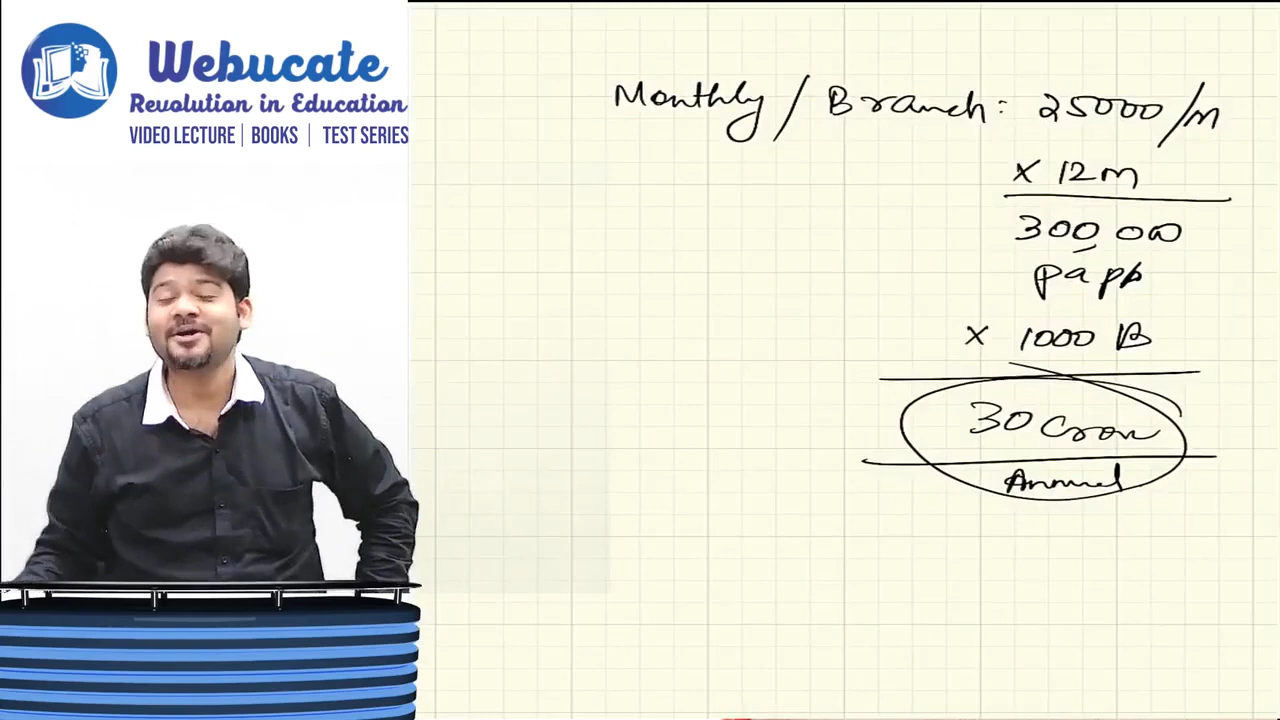 Webucate
Revolution in Education
VIDEO LECTURE | BOOKS | TEST SERIES
Monthly / Branch: 25000/m
x 12m
300,000
papb
x 1000 B
30 Cron
Annual